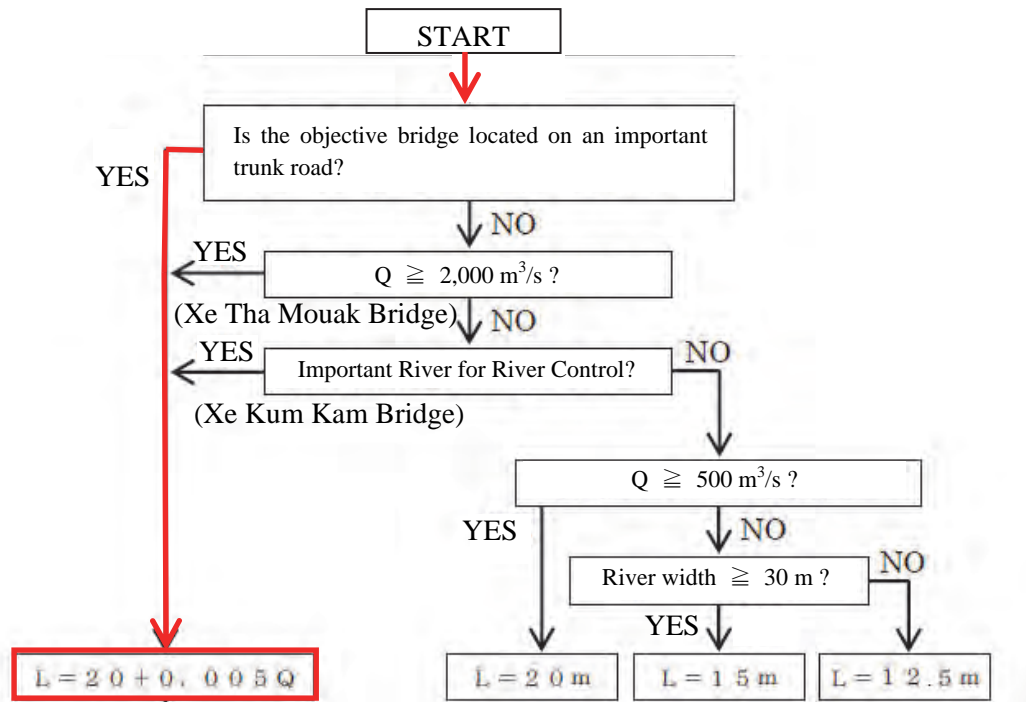 START
Is the objective bridge located on an important
trunk road?
YES
NO
YES
Q ≧ 2,000 m³/s ?
(Xe Tha Mouak Bridge)
NO
YES
Important River for River Control?
NO
(Xe Kum Kam Bridge)
Q ≧ 500 m³/s ?
YES
NO
River width ≧ 30 m ?
NO
YES
L=20+0.005Q
L=20m
L=15m
L=12.5m